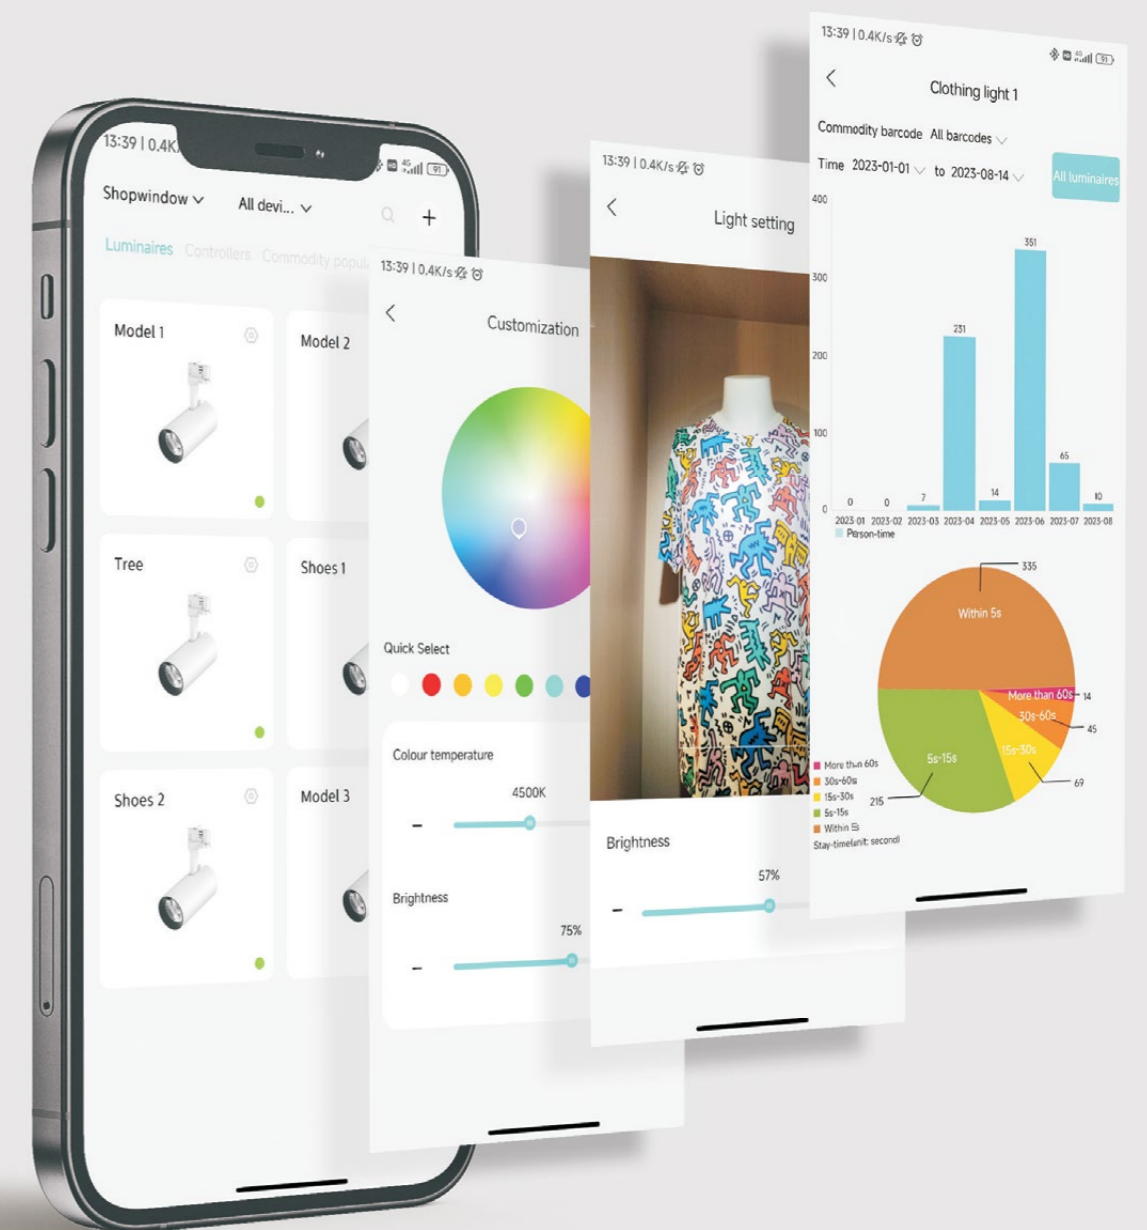 13:39 | 0.4K
4G 91
Shopwindow All devi... +
Luminaires Controllers Commodity popul
Model 1
Model 2
Tree
Shoes 1
Shoes 2
Model 3
13:39 | 0.4K/s
Customization
Quick Select
Colour temperature
4500K
Brightness
75%
13:39 | 0.4K/s
Light setting
Brightness
57%
13:39 | 0.4K/s
4G 91
Clothing light 1
Commodity barcode All barcodes
Time 2023-01-01 to 2023-08-14
All luminaires
400
300
200
100
0
0 0 7 231 14 351 65 10
2023-01 2023-02 2023-03 2023-04 2023-05 2023-06 2023-07 2023-08
Person-time
335
Within 5s
More than 60s 14
30s-60s 45
15s-30s 69
5s-15s 215
More than 60s
30s-60s
15s-30s
5s-15s
Within 5s
Stay-time(unit: second)